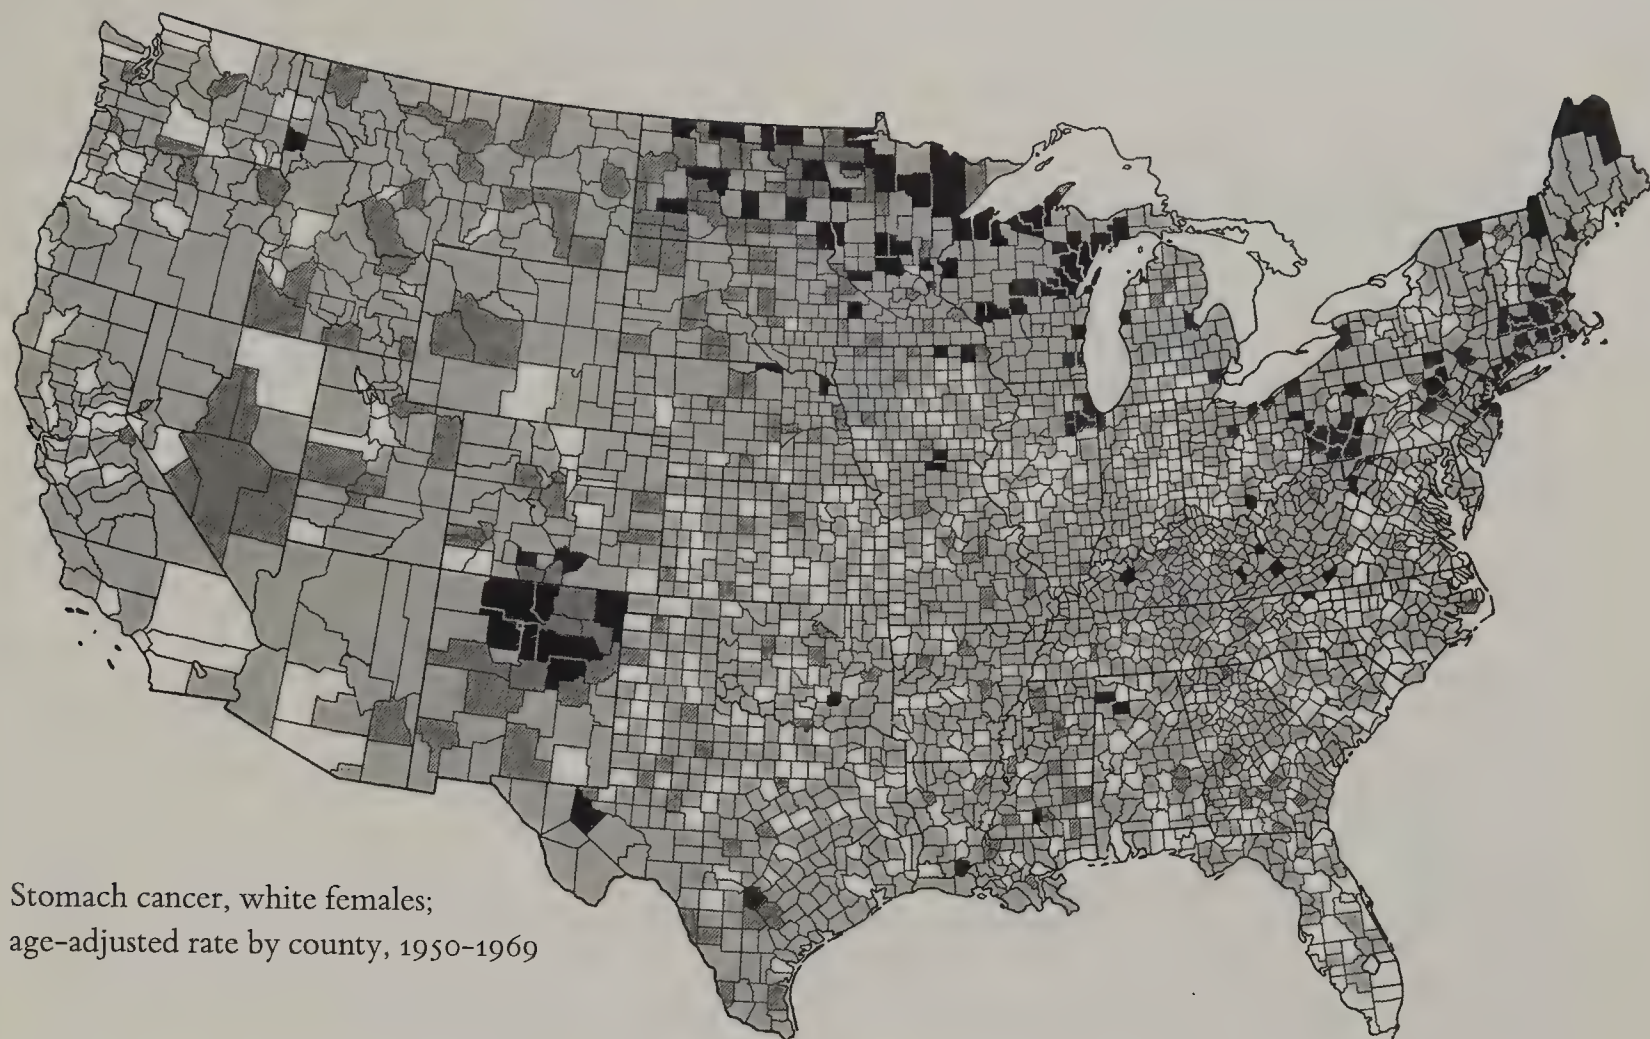 Stomach cancer, white females;
age-adjusted rate by county, 1950–1969